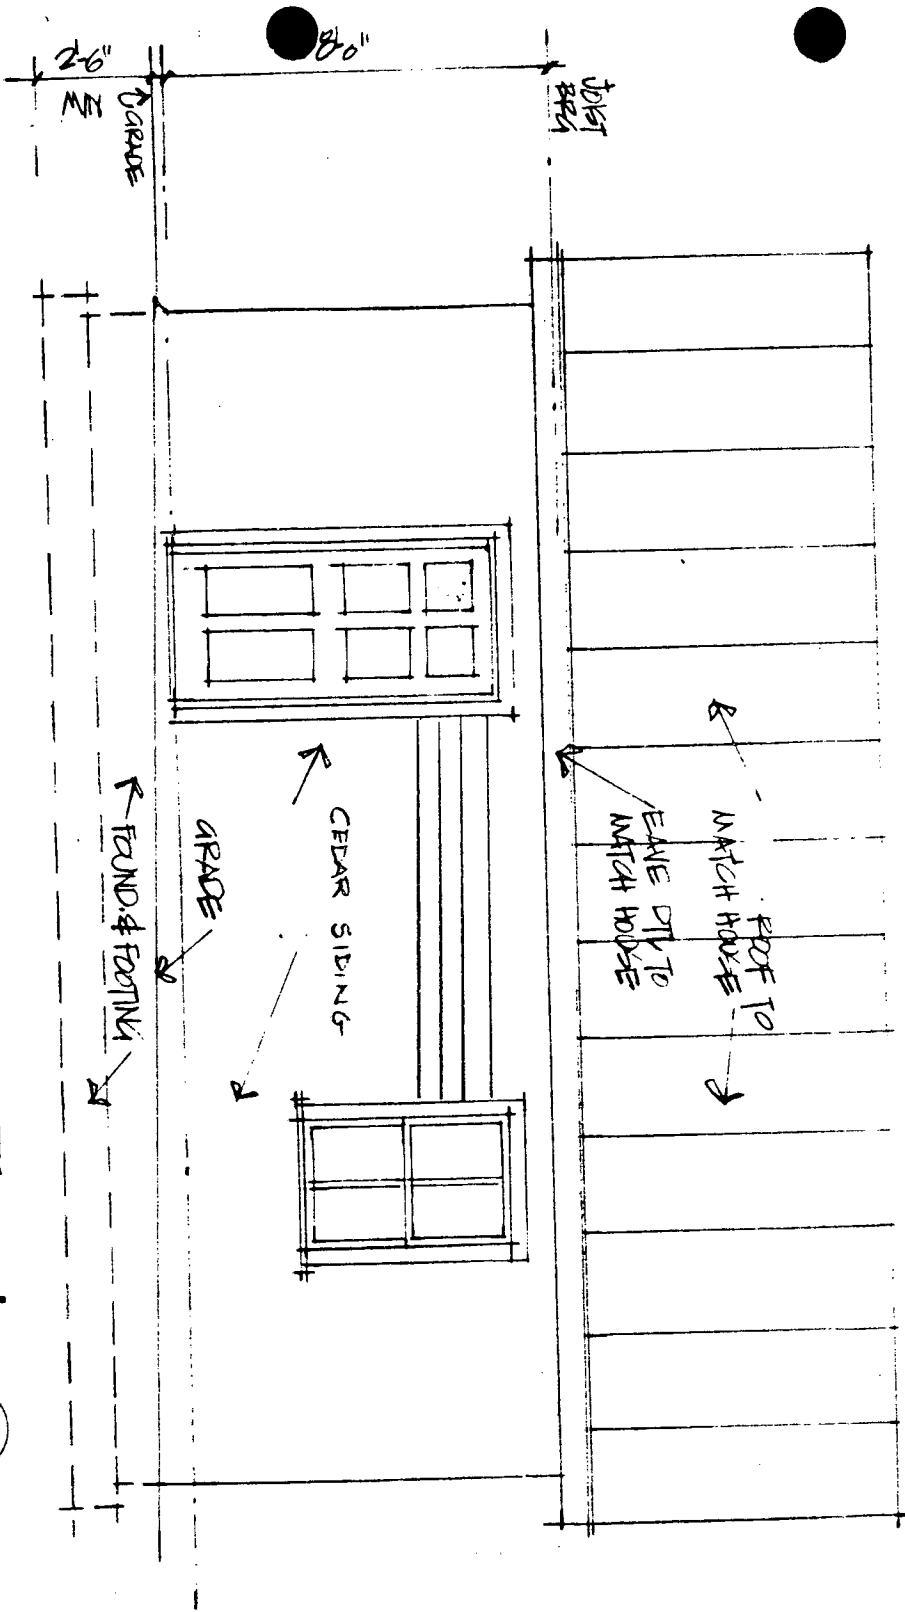 JOIST
BRG
8'-0"
GRADE
2'-6"
MIN
ROOF TO
MATCH HOUSE
EAVE DTL TO
MATCH HOUSE
CEDAR SIDING
GRADE
FOUND. & FOOTING